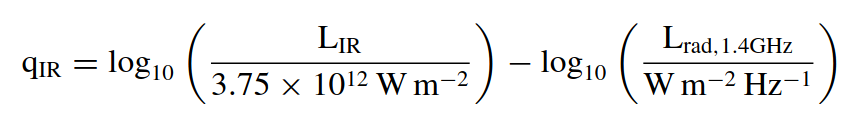 q_IR = log_10 ( L_IR / 3.75 × 10^12 W m^−2 ) − log_10 ( L_rad, 1.4GHz / W m^−2 Hz^−1 )